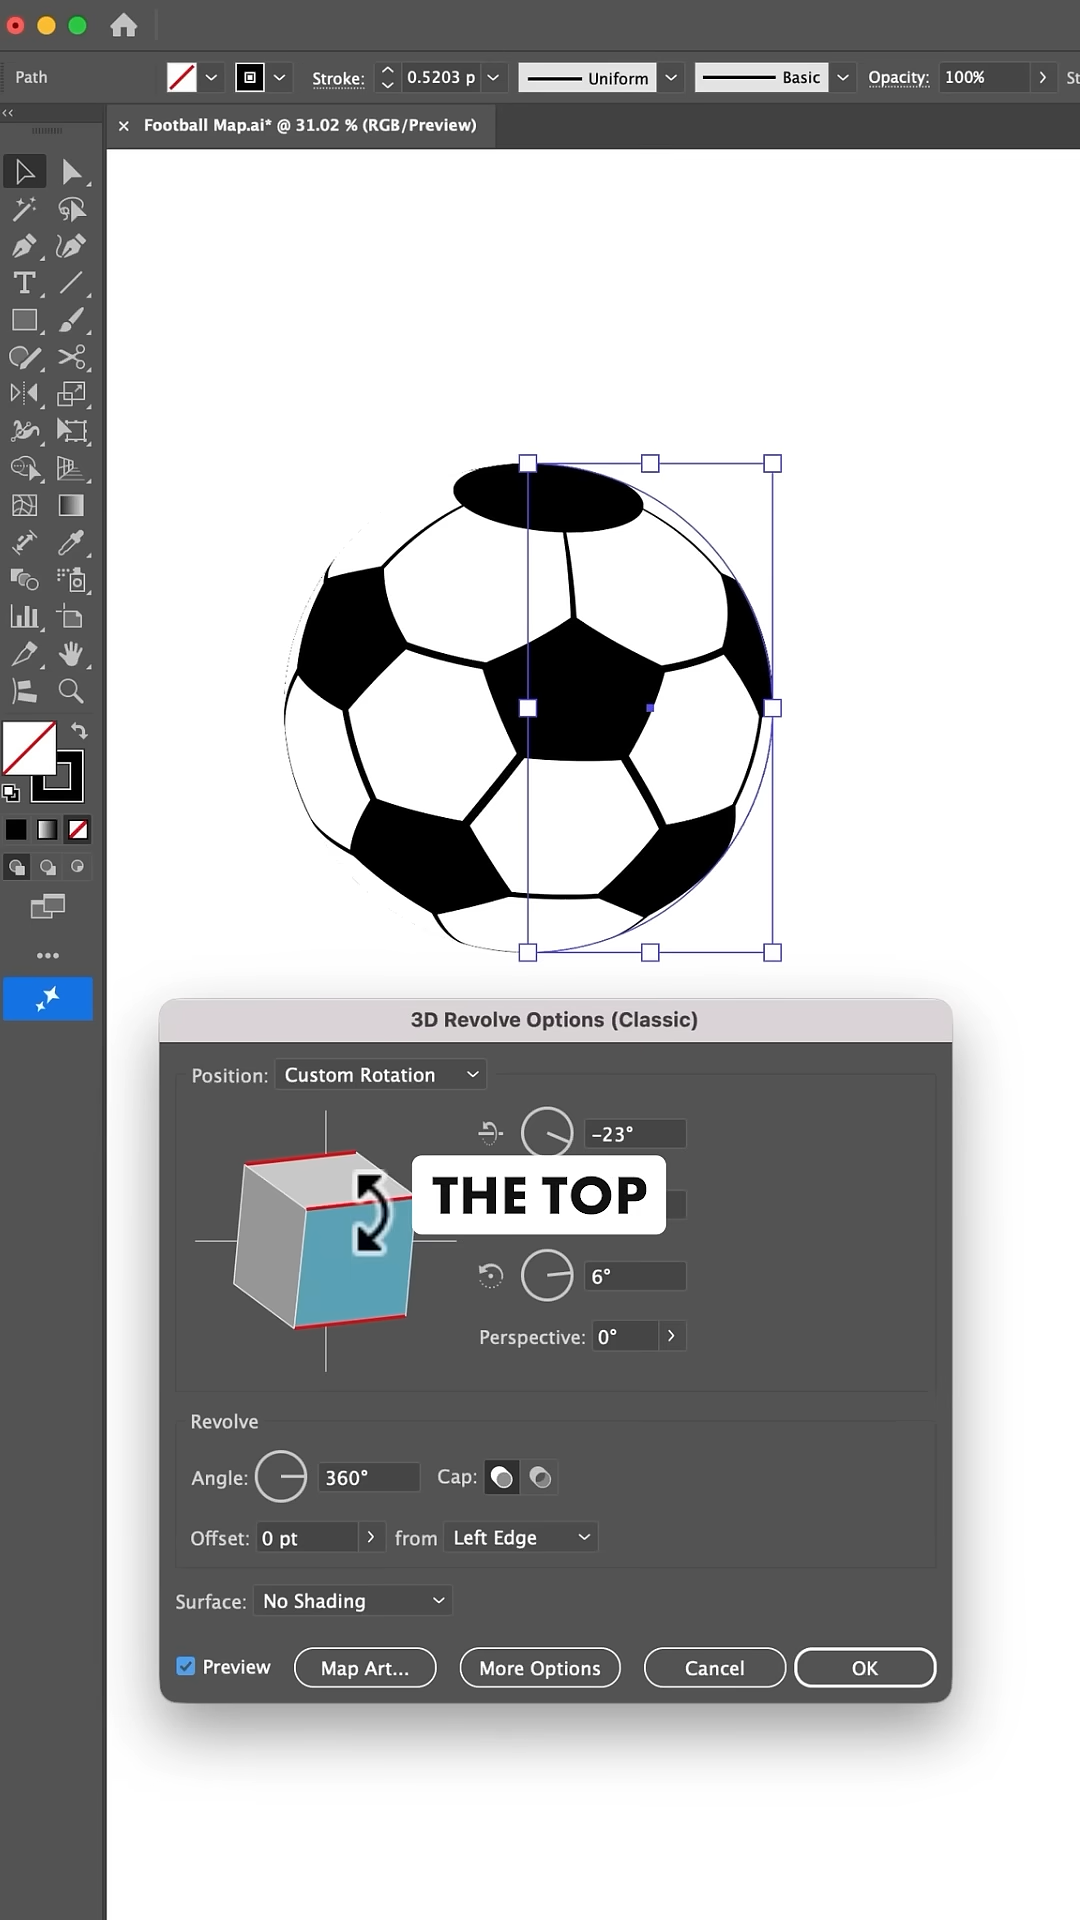 Path
Stroke: 0.5203 p Uniform Basic Opacity: 100% St
Football Map.ai* @ 31.02 % (RGB/Preview)
3D Revolve Options (Classic)
Position: Custom Rotation
-23°
THE TOP
6°
Perspective: 0°
Revolve
Angle: 360° Cap:
Offset: 0 pt from Left Edge
Surface: No Shading
Preview Map Art... More Options Cancel OK